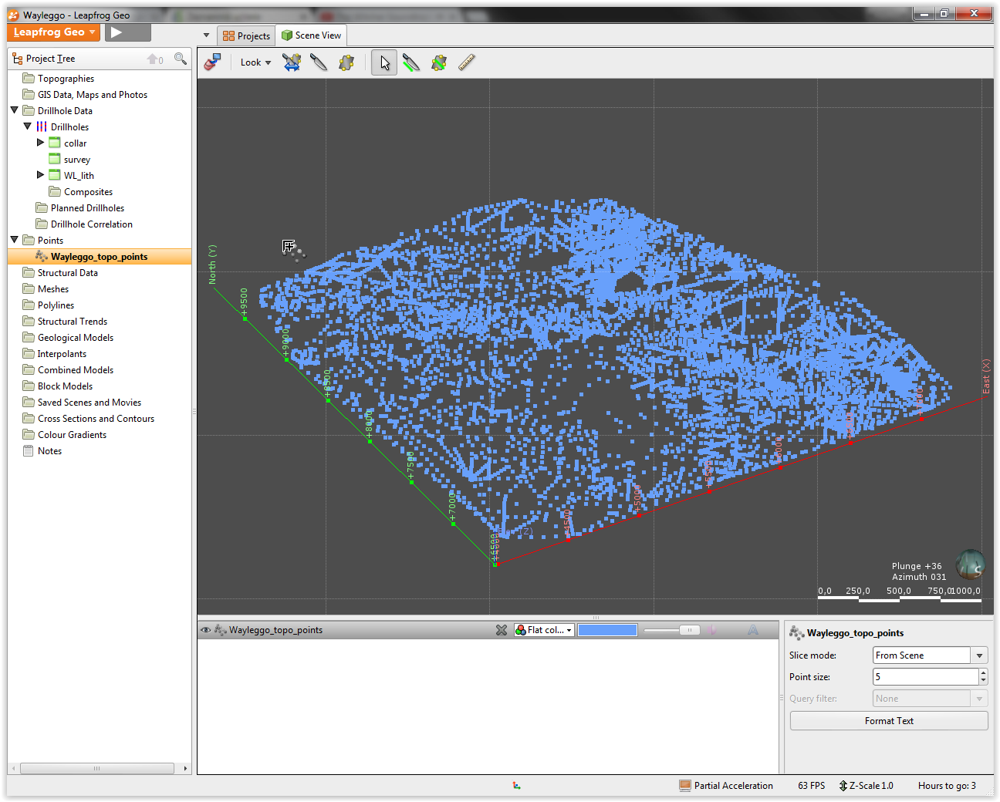 Wayleggo - Leapfrog Geo
Leapfrog Geo
Projects
Scene View
Project Tree
0
Look
Topographies
GIS Data, Maps and Photos
Drillhole Data
Drillholes
collar
survey
WL_lith
Composites
Planned Drillholes
Drillhole Correlation
Points
Wayleggo_topo_points
Structural Data
Meshes
Polylines
Structural Trends
Geological Models
Interpolants
Combined Models
Block Models
Saved Scenes and Movies
Cross Sections and Contours
Colour Gradients
Notes
North (Y)
+9500
+9000
+8500
+8000
+7500
+7000
+6500
+4500
+5000
+5500
+6000
East (X)
(Z)
Plunge +36
Azimuth 031
0,0 250,0 500,0 750,0 1000,0
Wayleggo_topo_points
Flat col...
A
Wayleggo_topo_points
Slice mode: From Scene
Point size: 5
Query filter: None
Format Text
Partial Acceleration
63 FPS
Z-Scale 1.0
Hours to go: 3